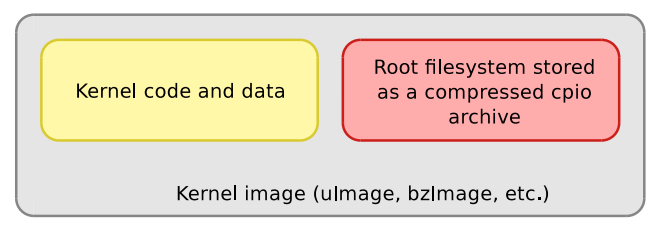 Kernel code and data
Root filesystem stored
as a compressed cpio
archive
Kernel image (uImage, bzImage, etc.)